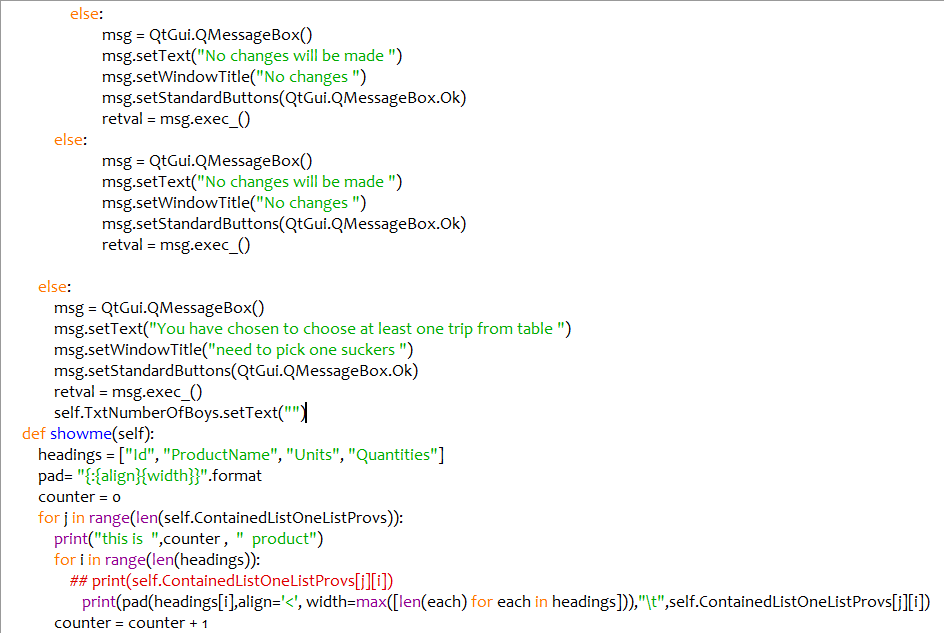 else:
msg = QtGui.QMessageBox()
msg.setText("No changes will be made ")
msg.setWindowTitle("No changes ")
msg.setStandardButtons(QtGui.QMessageBox.Ok)
retval = msg.exec_()
else:
msg = QtGui.QMessageBox()
msg.setText("No changes will be made ")
msg.setWindowTitle("No changes ")
msg.setStandardButtons(QtGui.QMessageBox.Ok)
retval = msg.exec_()
else:
msg = QtGui.QMessageBox()
msg.setText("You have chosen to choose at least one trip from table ")
msg.setWindowTitle("need to pick one suckers ")
msg.setStandardButtons(QtGui.QMessageBox.Ok)
retval = msg.exec_()
self.TxtNumberOfBoys.setText("")
def showme(self):
headings = ["Id", "ProductName", "Units", "Quantities"]
pad= "{:{align}{width}}".format
counter = 0
for j in range(len(self.ContainedListOneListProvs)):
print("this is  ",counter ,  "  product")
for i in range(len(headings)):
## print(self.ContainedListOneListProvs[j][i])
print(pad(headings[i],align='<', width=max([len(each) for each in headings])),"\t",self.ContainedListOneListProvs[j][i])
counter = counter + 1